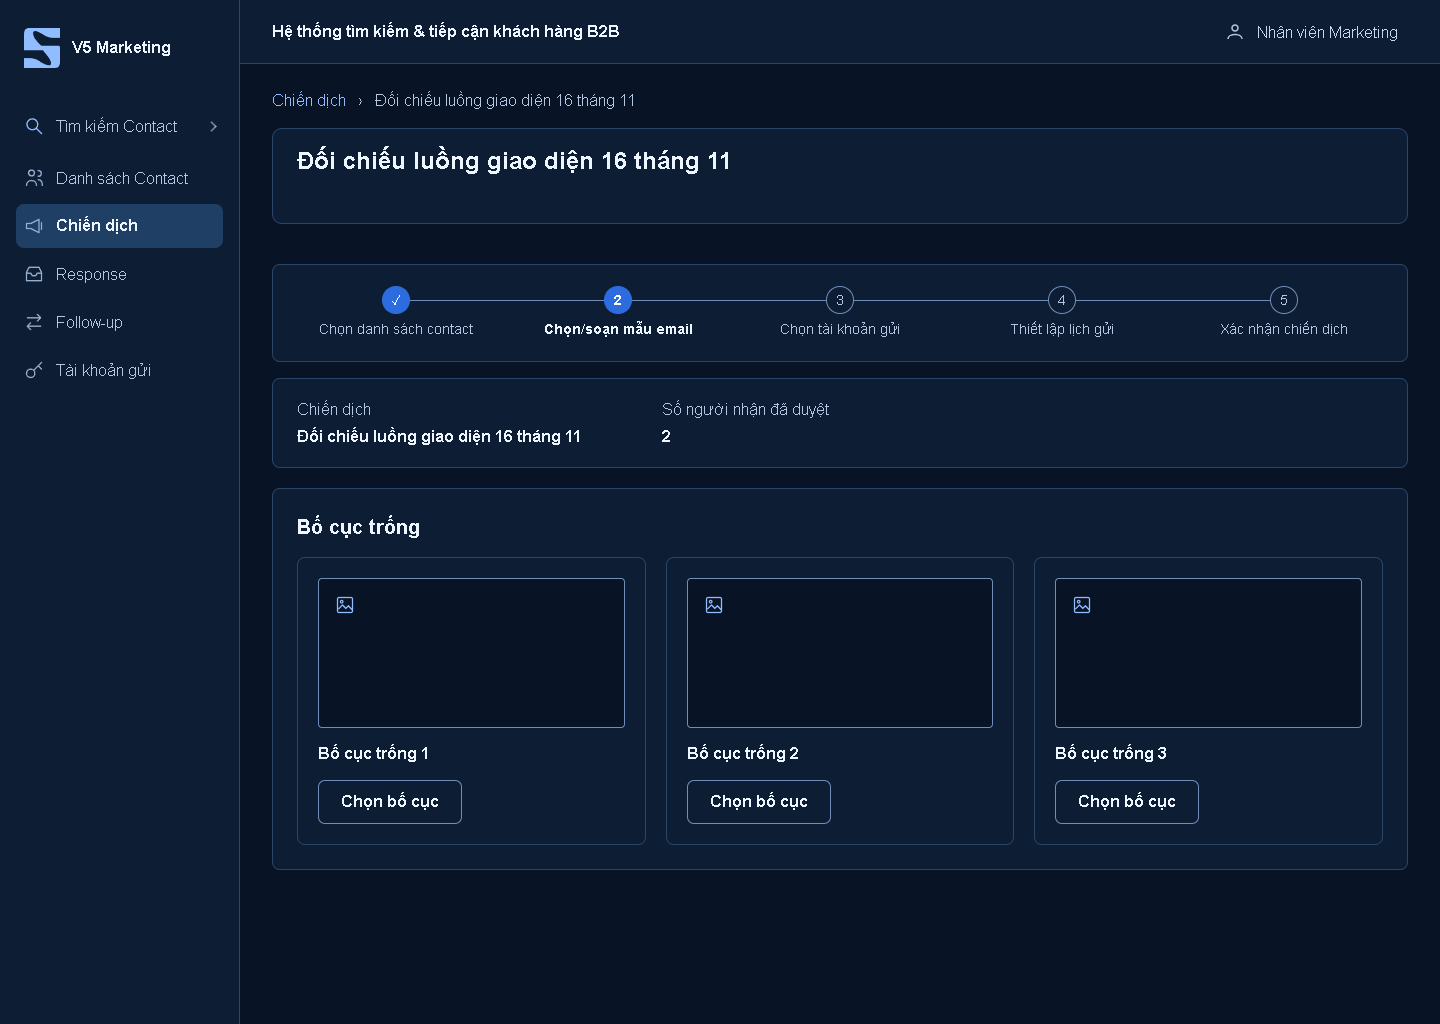 V5 Marketing
Hệ thống tìm kiếm & tiếp cận khách hàng B2B
Nhân viên Marketing
Tìm kiếm Contact
Danh sách Contact
Chiến dịch
Response
Follow-up
Tài khoản gửi
Chiến dịch › Đối chiếu luồng giao diện 16 tháng 11
Đối chiếu luồng giao diện 16 tháng 11
✓
2
3
4
5
Chọn danh sách contact
Chọn/soạn mẫu email
Chọn tài khoản gửi
Thiết lập lịch gửi
Xác nhận chiến dịch
Chiến dịch
Đối chiếu luồng giao diện 16 tháng 11
Số người nhận đã duyệt
2
Bố cục trống
Bố cục trống 1
Chọn bố cục
Bố cục trống 2
Chọn bố cục
Bố cục trống 3
Chọn bố cục